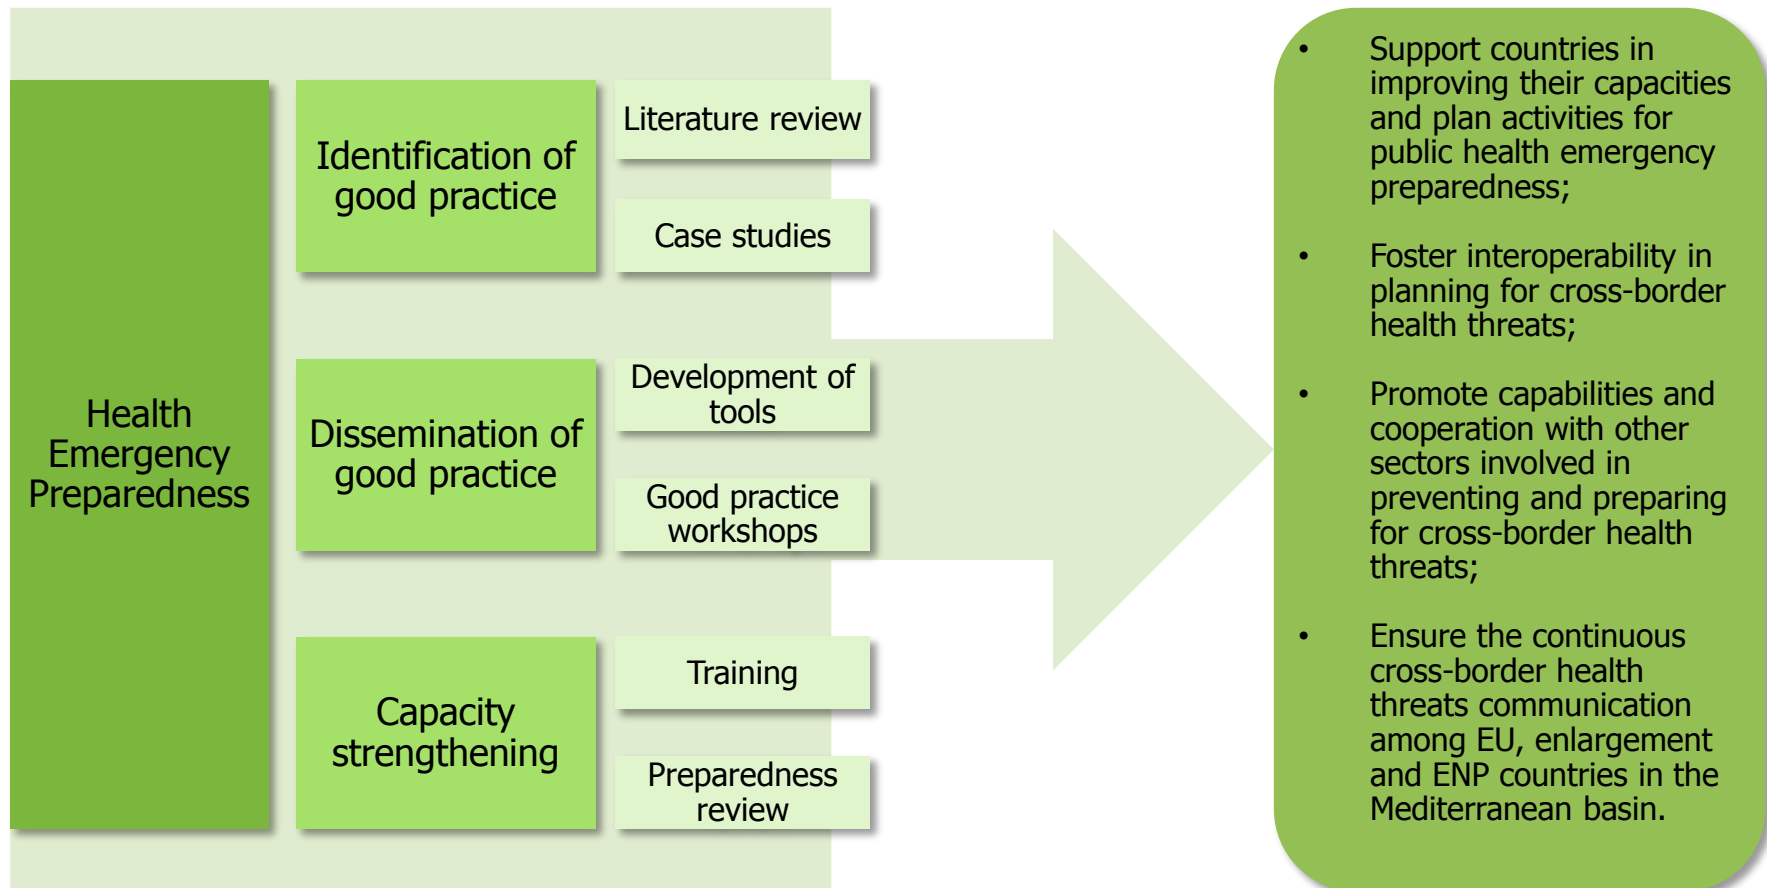 Health
Emergency
Preparedness
Identification of
good practice
Literature review
Case studies
Dissemination of
good practice
Development of
tools
Good practice
workshops
Capacity
strengthening
Training
Preparedness
review
• Support countries in
improving their capacities
and plan activities for
public health emergency
preparedness;
• Foster interoperability in
planning for cross-border
health threats;
• Promote capabilities and
cooperation with other
sectors involved in
preventing and preparing
for cross-border health
threats;
• Ensure the continuous
cross-border health
threats communication
among EU, enlargement
and ENP countries in the
Mediterranean basin.